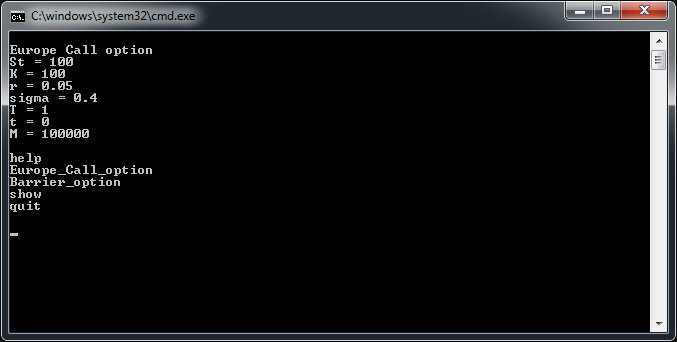 C:\windows\system32\cmd.exe
Europe Call option
St = 100
K = 100
r = 0.05
sigma = 0.4
T = 1
t = 0
M = 100000
help
Europe_Call_option
Barrier_option
show
quit